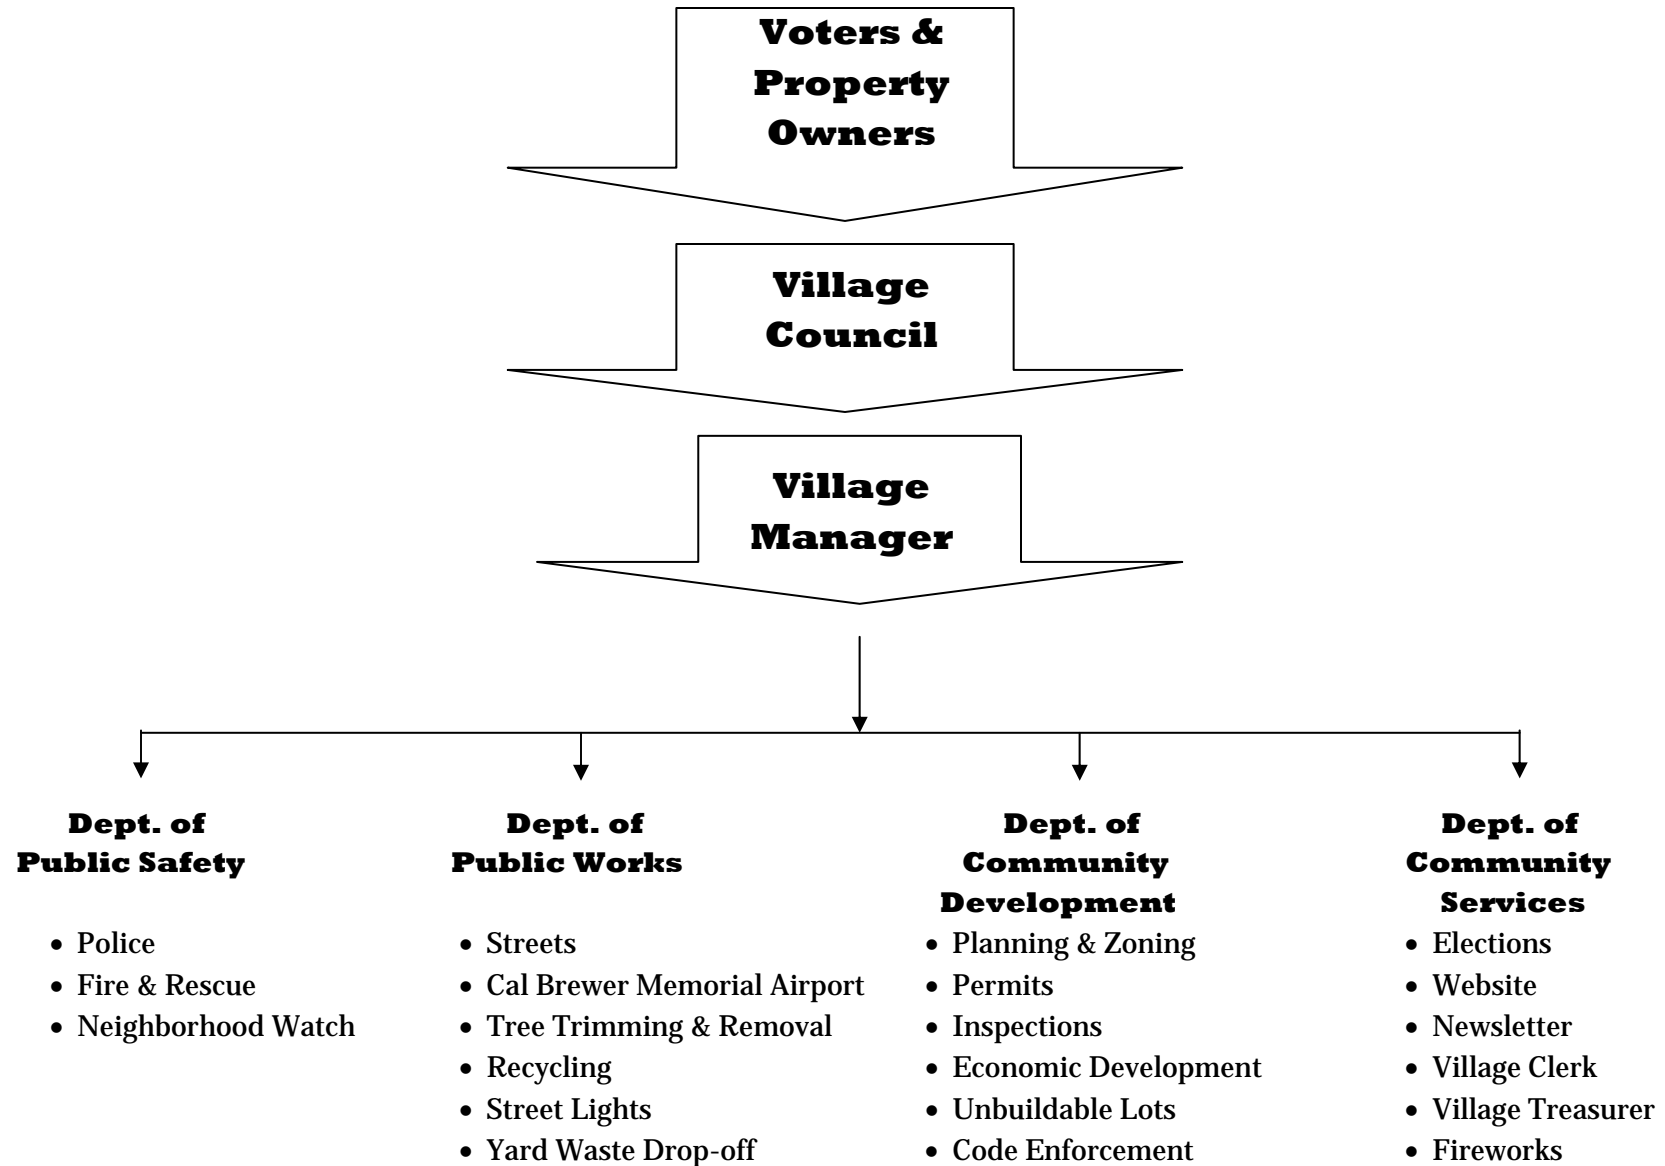 Voters &
Property
Owners
Village
Council
Village
Manager
Dept. of
Public Safety
• Police
• Fire & Rescue
• Neighborhood Watch
Dept. of
Public Works
• Streets
• Cal Brewer Memorial Airport
• Tree Trimming & Removal
• Recycling
• Street Lights
• Yard Waste Drop-off
Dept. of
Community
Development
• Planning & Zoning
• Permits
• Inspections
• Economic Development
• Unbuildable Lots
• Code Enforcement
Dept. of
Community
Services
• Elections
• Website
• Newsletter
• Village Clerk
• Village Treasurer
• Fireworks